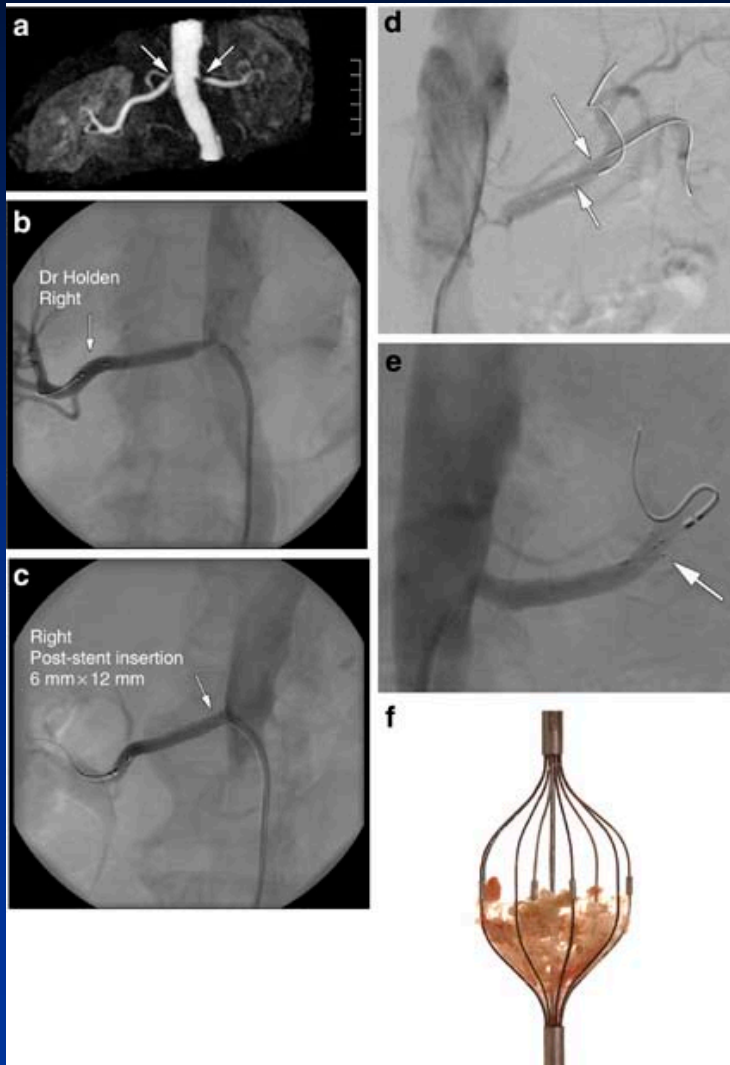 a
b
Dr Holden
Right
c
Right
Post-stent insertion
6 mm × 12 mm
d
e
f